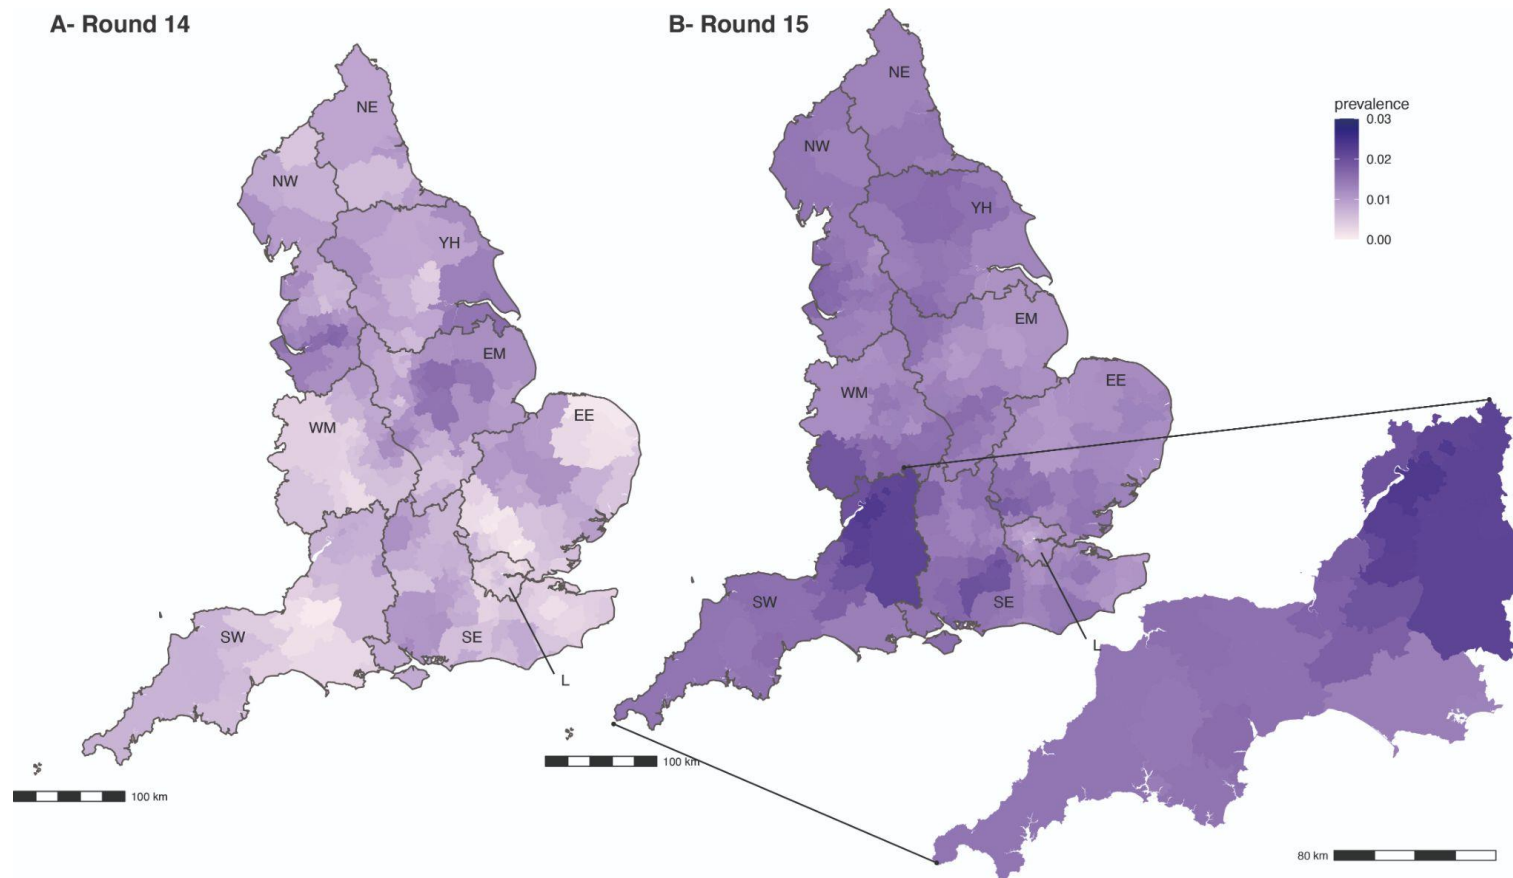 A- Round 14
NE
NW
YH
EM
WM
EE
SW
SE
L
100 km
B- Round 15
NE
NW
YH
EM
WM
EE
SW
SE
L
100 km
prevalence
0.03
0.02
0.01
0.00
80 km